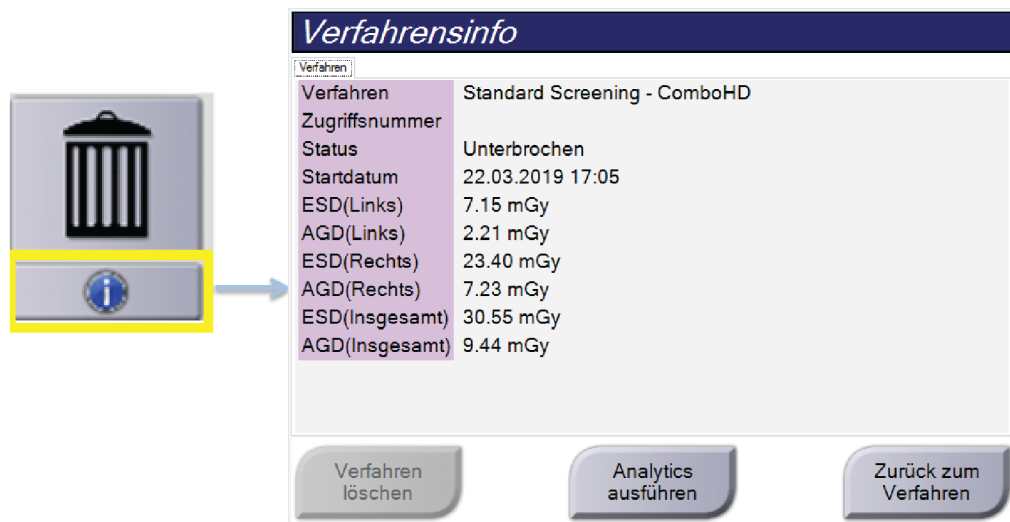 Verfahrensinfo
Verfahren
Verfahren Standard Screening - ComboHD
Zugriffsnummer
Status Unterbrochen
Startdatum 22.03.2019 17:05
ESD(Links) 7.15 mGy
AGD(Links) 2.21 mGy
ESD(Rechts) 23.40 mGy
AGD(Rechts) 7.23 mGy
ESD(Insgesamt) 30.55 mGy
AGD(Insgesamt) 9.44 mGy
Verfahren
löschen
Analytics
ausführen
Zurück zum
Verfahren